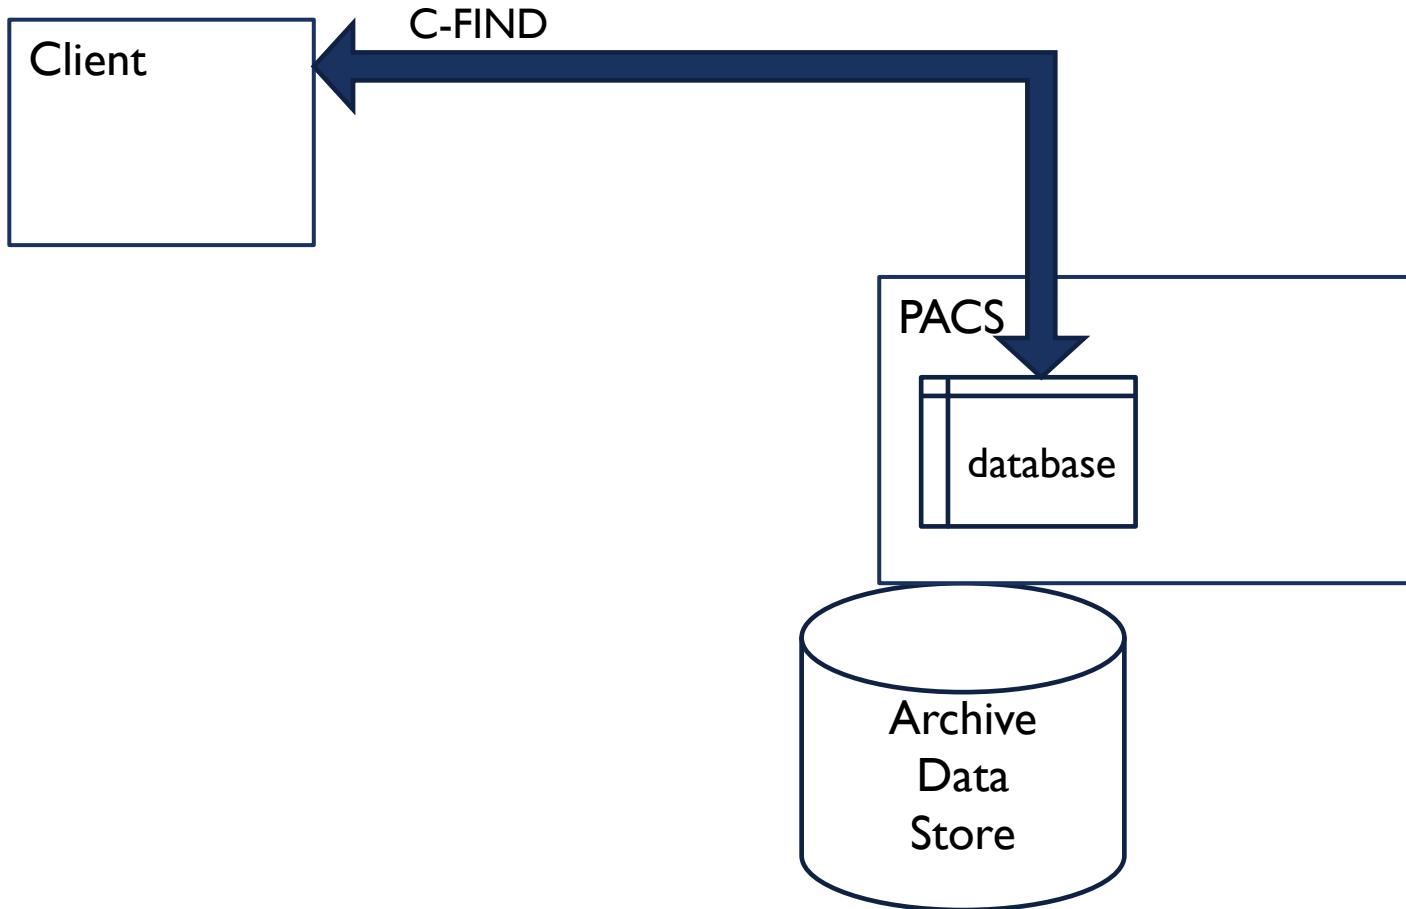 C-FIND
Client
PACS
database
Archive
Data
Store